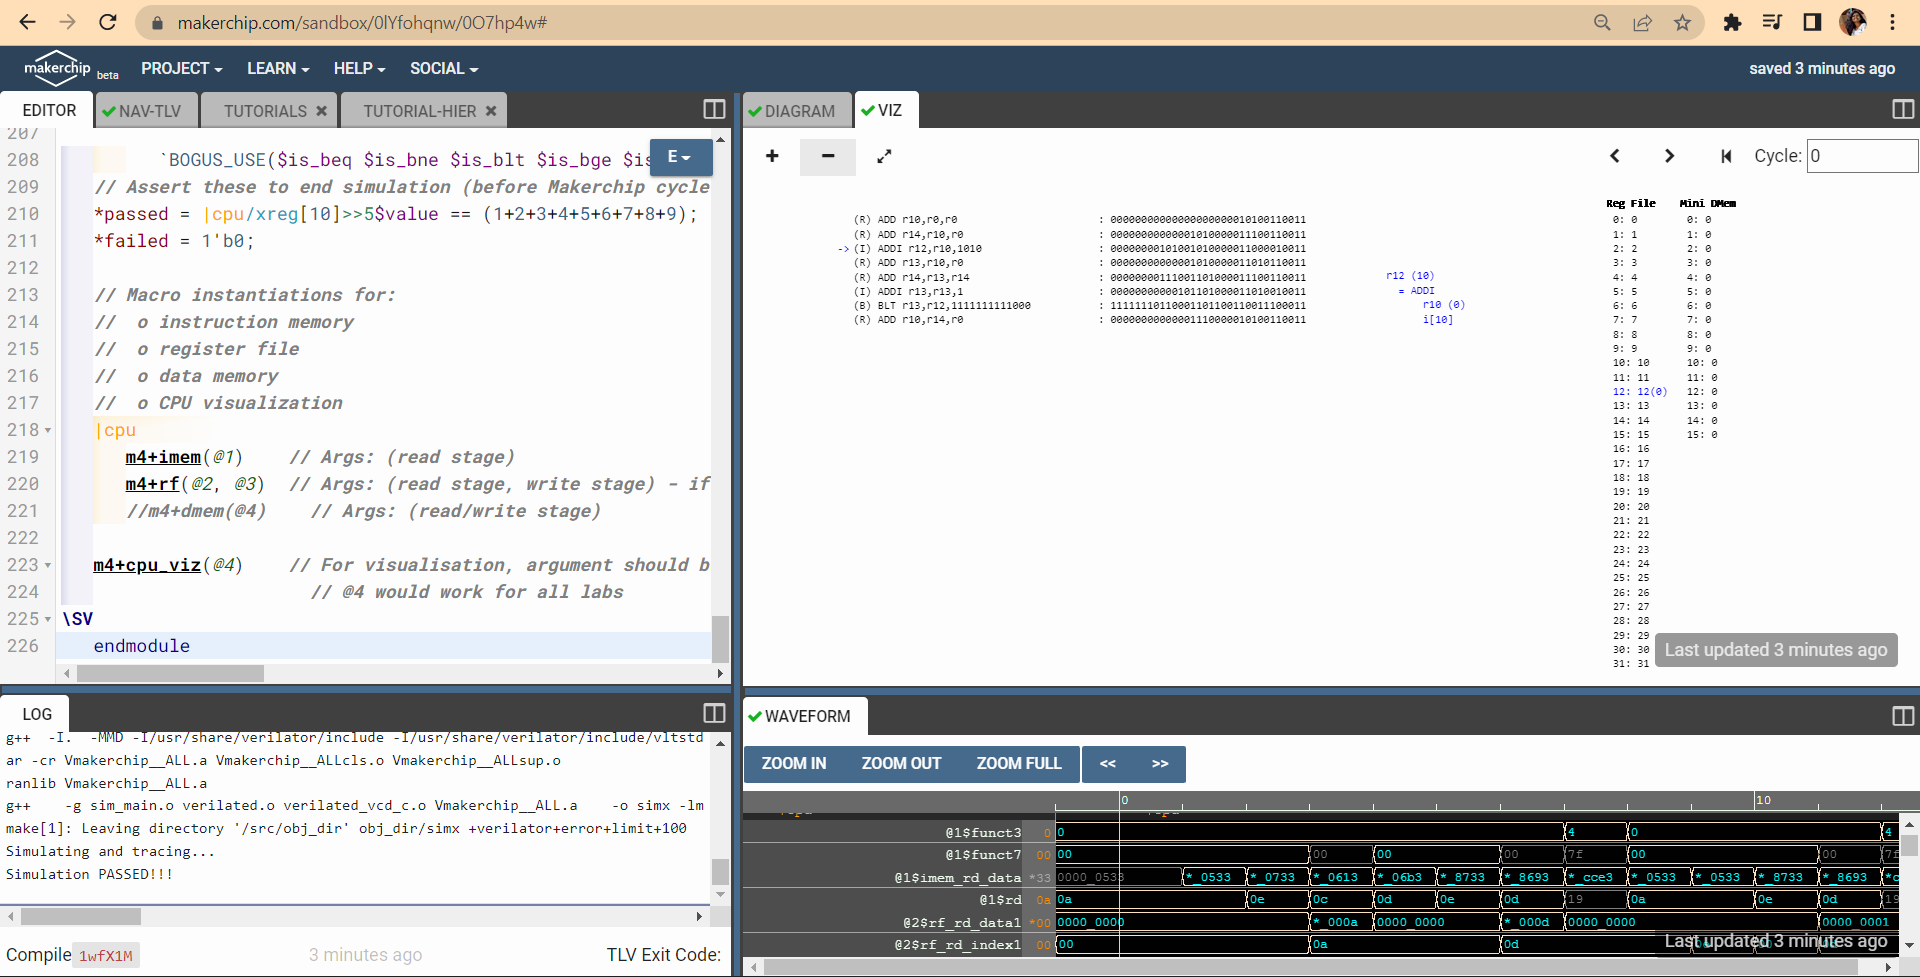 makerchip.com/sandbox/0lYfohqnw/0O7hp4w#
makerchip beta PROJECT LEARN HELP SOCIAL saved 3 minutes ago
EDITOR NAV-TLV TUTORIALS TUTORIAL-HIER
207
208 `BOGUS_USE($is_beq $is_bne $is_blt $is_bge $is
E
209 // Assert these to end simulation (before Makerchip cycle
210 *passed = |cpu/xreg[10]>>5$value == (1+2+3+4+5+6+7+8+9);
211 *failed = 1'b0;
212
213 // Macro instantiations for:
214 //  o instruction memory
215 //  o register file
216 //  o data memory
217 //  o CPU visualization
218 |cpu
219 m4+imem(@1)    // Args: (read stage)
220 m4+rf(@2, @3)  // Args: (read stage, write stage) - if
221 //m4+dmem(@4)    // Args: (read/write stage)
222
223 m4+cpu_viz(@4)    // For visualisation, argument should b
224 // @4 would work for all labs
225 \SV
226 endmodule
LOG
g++  -I.  -MMD -I/usr/share/verilator/include -I/usr/share/verilator/include/vltstd
ar -cr Vmakerchip__ALL.a Vmakerchip__ALLcls.o Vmakerchip__ALLsup.o
ranlib Vmakerchip__ALL.a
g++    -g sim_main.o verilated.o verilated_vcd_c.o Vmakerchip__ALL.a    -o simx -lm
make[1]: Leaving directory '/src/obj_dir' obj_dir/simx +verilator+error+limit+100
Simulating and tracing...
Simulation PASSED!!!
Compile 1wfX1M 3 minutes ago TLV Exit Code:
DIAGRAM VIZ
+ - Cycle: 0
(R) ADD r10,r0,r0 : 00000000000000000000010100110011
(R) ADD r14,r10,r0 : 00000000000001010000011100110011
-> (I) ADDI r12,r10,1010 : 00000000101001010000011000010011
(R) ADD r13,r10,r0 : 00000000000001010000011010110011
(R) ADD r14,r13,r14 : 00000000111001101000011100110011
(I) ADDI r13,r13,1 : 00000000000101101000011010010011
(B) BLT r13,r12,1111111111000 : 11111110110001101100110011100011
(R) ADD r10,r14,r0 : 00000000000001110000010100110011
r12 (10)
= ADDI
r10 (0)
i[10]
Reg File Mini DMem
0: 0 0: 0
1: 1 1: 0
2: 2 2: 0
3: 3 3: 0
4: 4 4: 0
5: 5 5: 0
6: 6 6: 0
7: 7 7: 0
8: 8 8: 0
9: 9 9: 0
10: 10 10: 0
11: 11 11: 0
12: 12(0) 12: 0
13: 13 13: 0
14: 14 14: 0
15: 15 15: 0
16: 16
17: 17
18: 18
19: 19
20: 20
21: 21
22: 22
23: 23
24: 24
25: 25
26: 26
27: 27
28: 28
29: 29
30: 30
31: 31
Last updated 3 minutes ago
WAVEFORM
ZOOM IN ZOOM OUT ZOOM FULL << >>
0 10
@1$funct3 0 0 4 0 4
@1$funct7 00 00 00 00 00 7f 00 00 7f
@1$imem_rd_data *33 0000_0533 *_0533 *_0733 *_0613 *_06b3 *_8733 *_8693 *_cce3 *_0533 *_0533 *_8733 *_8693 *c
@1$rd 0a 0a 0e 0c 0d 0e 0d 19 0a 0e 0d 19
@2$rf_rd_data1 *00 0000_0000 *_000a 0000_0000 *_000d 0000_0000 0000_0001
@2$rf_rd_index1 00 00 0a 0d
Last updated 3 minutes ago